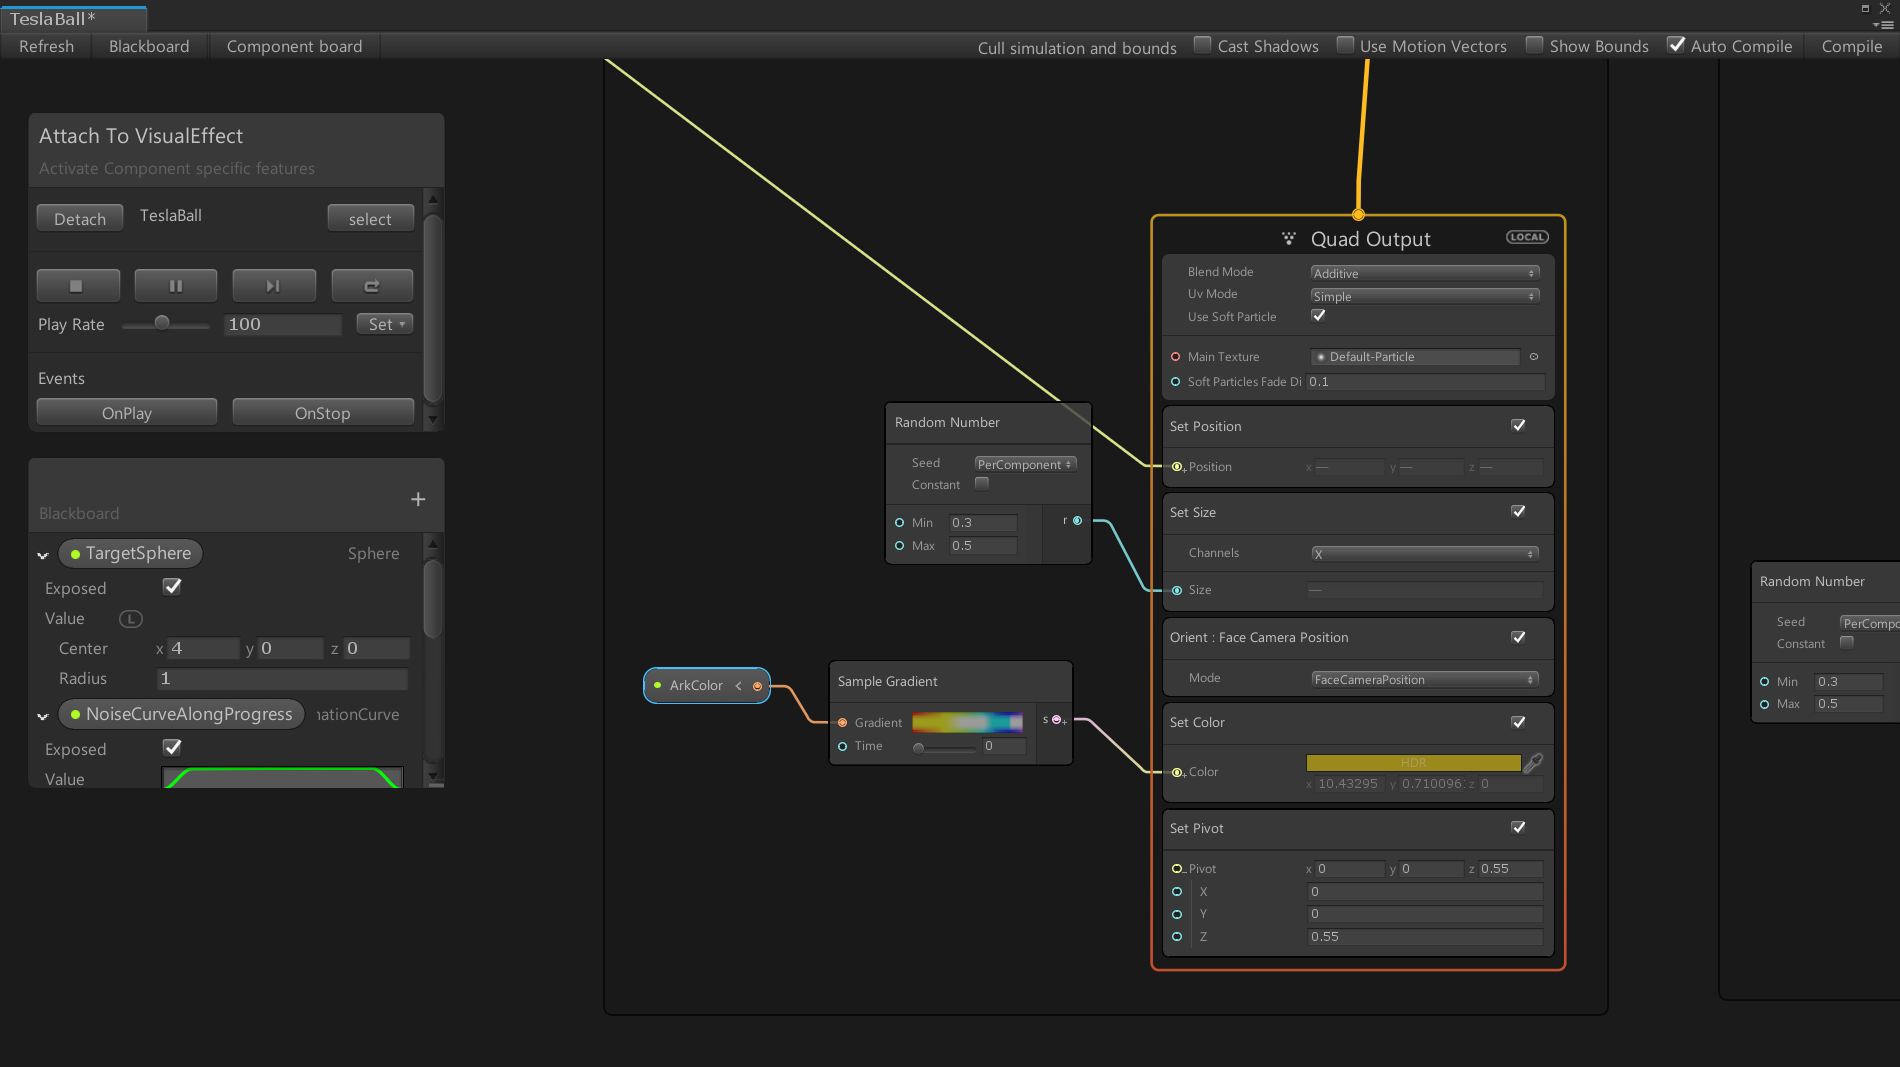 TeslaBall*
Refresh Blackboard Component board Cull simulation and bounds Cast Shadows Use Motion Vectors Show Bounds Auto Compile Compile
Attach To VisualEffect
Activate Component specific features
Detach TeslaBall select
Play Rate 100 Set
Events
OnPlay OnStop
Blackboard
+
TargetSphere Sphere
Exposed
Value L
Center x 4 y 0 z 0
Radius 1
NoiseCurveAlongProgress nationCurve
Exposed
Value
Random Number
Seed PerComponent
Constant
Min 0.3 r
Max 0.5
ArkColor <
Sample Gradient
Gradient s
Time 0
Quad Output LOCAL
Blend Mode Additive
Uv Mode Simple
Use Soft Particle
Main Texture Default-Particle
Soft Particles Fade Di 0.1
Set Position
Position x — y — z —
Set Size
Channels X
Size —
Orient : Face Camera Position
Mode FaceCameraPosition
Set Color
Color HDR
x 10.43295 y 0.710096 z 0
Set Pivot
Pivot x 0 y 0 z 0.55
X 0
Y 0
Z 0.55
Random Number
Seed PerCompo
Constant
Min 0.3
Max 0.5